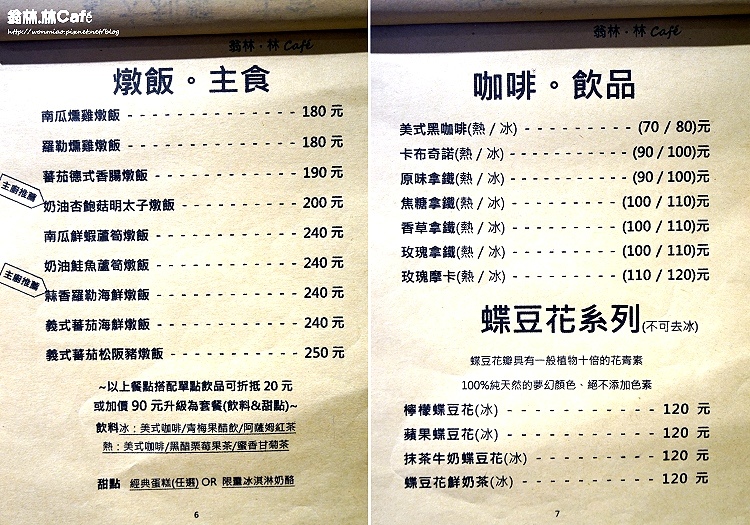 翁林.林Café
http://wonmiao.pixnet.net/blog
燉飯。主食
南瓜燻雞燉飯 - - - - - - - - - - - - - - 180 元
羅勒燻雞燉飯 - - - - - - - - - - - - - - 180 元
蕃茄德式香腸燉飯 - - - - - - - - - - - 190 元
主廚推薦
奶油杏鮑菇明太子燉飯 - - - - - - - - 200 元
南瓜鮮蝦蘆筍燉飯 - - - - - - - - - - - 240 元
奶油鮭魚蘆筍燉飯 - - - - - - - - - - - 240 元
主廚推薦
蒜香羅勒海鮮燉飯 - - - - - - - - - - - 240 元
義式蕃茄海鮮燉飯 - - - - - - - - - - - 240 元
義式蕃茄松阪豬燉飯 - - - - - - - - - 250 元
~以上餐點搭配單點飲品可折抵 20 元
或加價 90 元升級為套餐(飲料&甜點)~
飲料冰：美式咖啡/青梅果醋飲/阿薩姆紅茶
熱：美式咖啡/黑醋栗莓果茶/蜜香甘菊茶
甜點 經典蛋糕(任選) OR 限量冰淇淋奶酪
6
翁林．林 Café
咖啡。飲品
美式黑咖啡(熱 / 冰) - - - - - - - - - (70 / 80)元
卡布奇諾(熱 / 冰) - - - - - - - - - - (90 / 100)元
原味拿鐵(熱 / 冰) - - - - - - - - - - (90 / 100)元
焦糖拿鐵(熱 / 冰) - - - - - - - - - (100 / 110)元
香草拿鐵(熱 / 冰) - - - - - - - - - (100 / 110)元
玫瑰拿鐵(熱 / 冰) - - - - - - - - - (100 / 110)元
玫瑰摩卡(熱 / 冰) - - - - - - - - - (110 / 120)元
蝶豆花系列(不可去冰)
蝶豆花瓣具有一般植物十倍的花青素
100%純天然的夢幻顏色、絕不添加色素
檸檬蝶豆花(冰) - - - - - - - - - - - 120 元
蘋果蝶豆花(冰) - - - - - - - - - - - 120 元
抹茶牛奶蝶豆花(冰) - - - - - - - - - 120 元
蝶豆花鮮奶茶(冰) - - - - - - - - - - 120 元
7